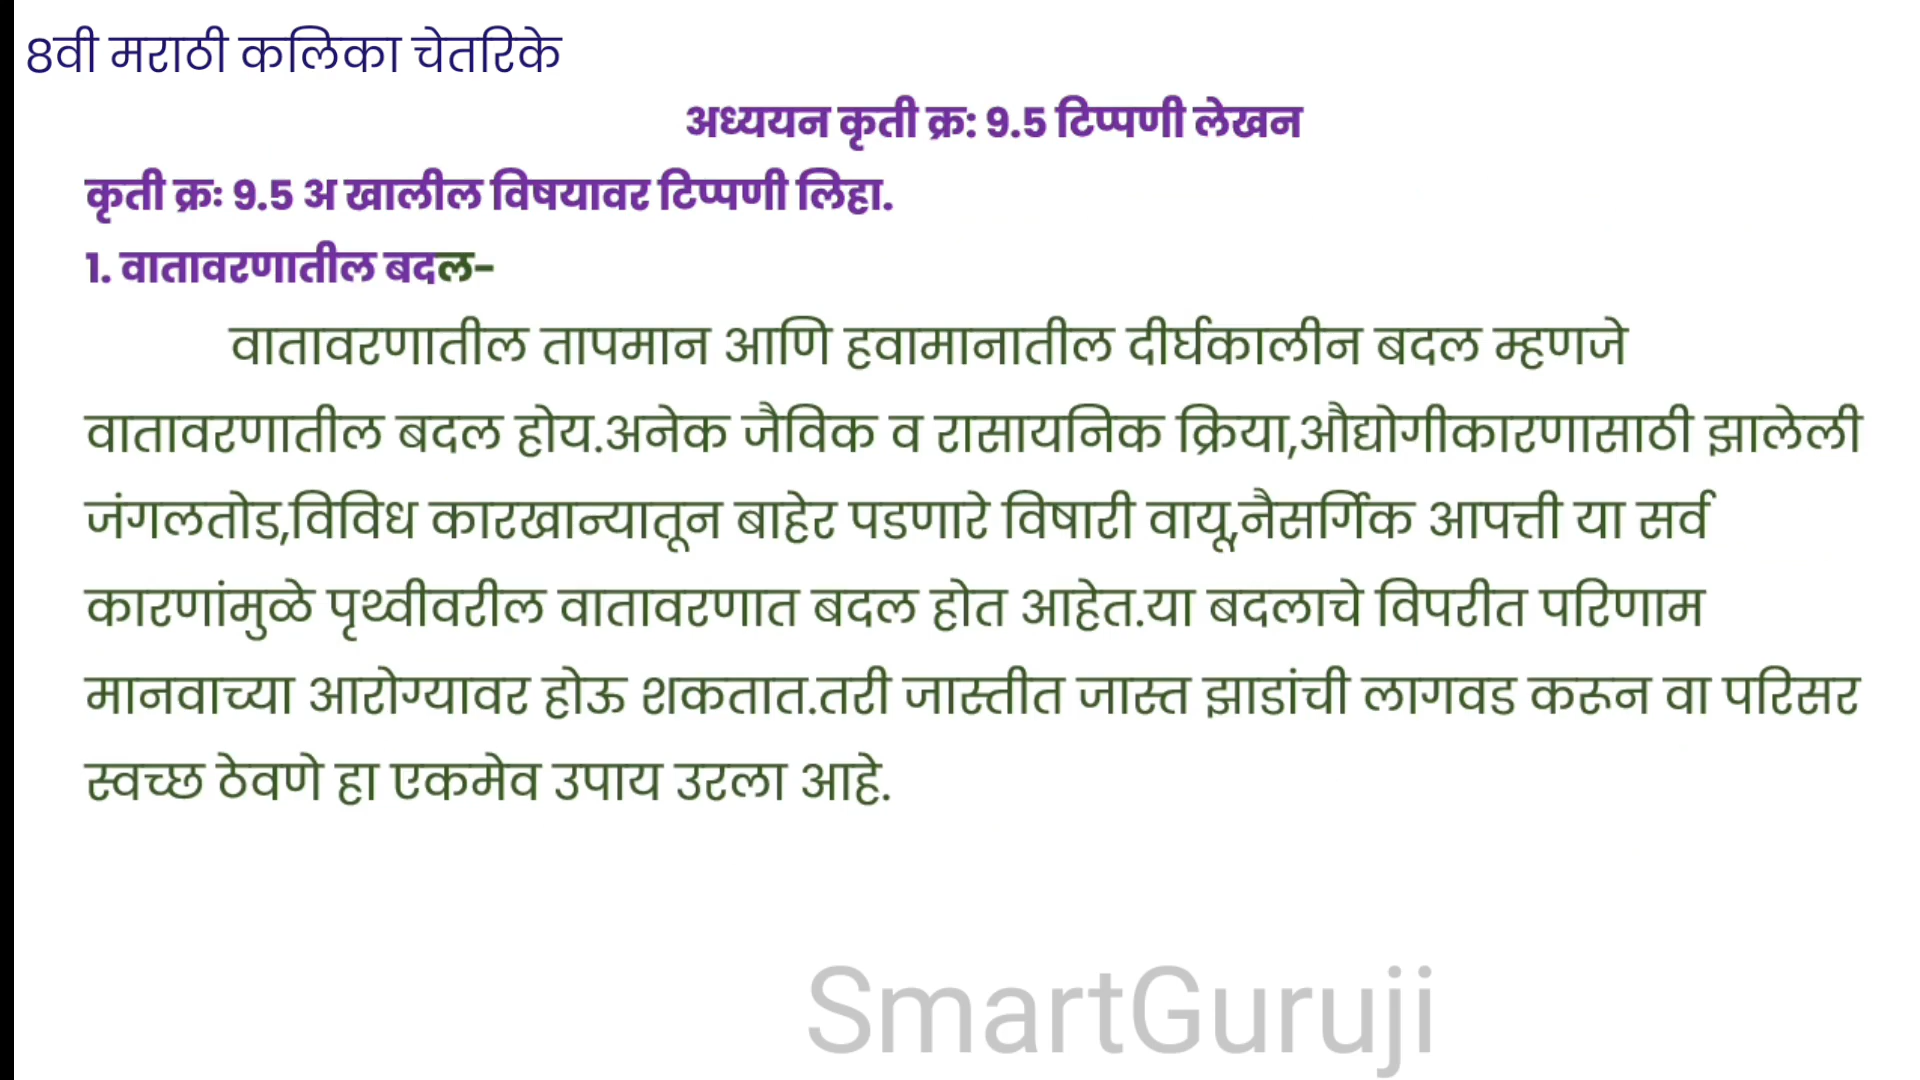 8वी मराठी कलिका चेतरिके
अध्ययन कृती क्र: 9.5 टिप्पणी लेखन
कृती क्रः 9.5 अ खालील विषयावर टिप्पणी लिहा.
1. वातावरणातील बदल-
वातावरणातील तापमान आणि हवामानातील दीर्घकालीन बदल म्हणजे
वातावरणातील बदल होय.अनेक जैविक व रासायनिक क्रिया,औद्योगीकारणासाठी झालेली
जंगलतोड,विविध कारखान्यातून बाहेर पडणारे विषारी वायू,नैसर्गिक आपत्ती या सर्व
कारणांमुळे पृथ्वीवरील वातावरणात बदल होत आहेत.या बदलाचे विपरीत परिणाम
मानवाच्या आरोग्यावर होऊ शकतात.तरी जास्तीत जास्त झाडांची लागवड करून वा परिसर
स्वच्छ ठेवणे हा एकमेव उपाय उरला आहे.
SmartGuruji